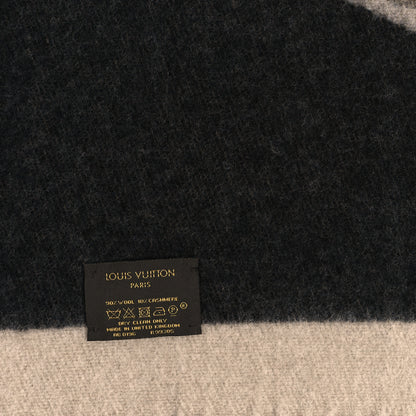 LOUIS VUITTON
PARIS
90% WOOL 10% CASHMERE
P
DRY CLEAN ONLY
MADE IN UNITED KINGDOM